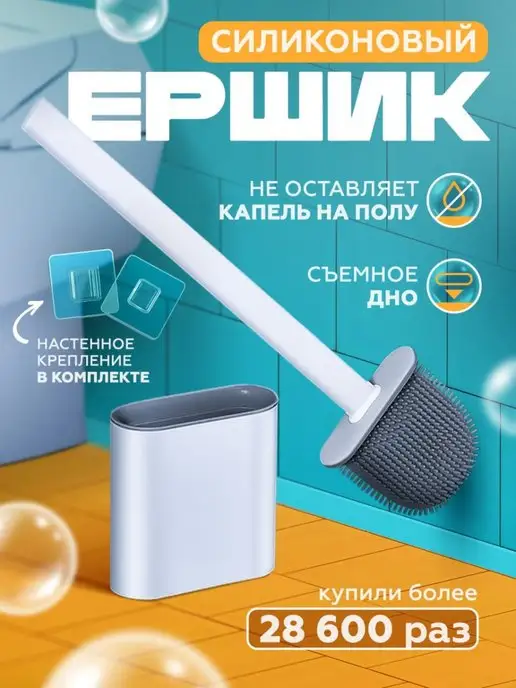 СИЛИКОНОВЫЙ
ЕРШИК
НЕ ОСТАВЛЯЕТ
КАПЕЛЬ НА ПОЛУ
СЪЕМНОЕ
ДНО
НАСТЕННОЕ
КРЕПЛЕНИЕ
В КОМПЛЕКТЕ
купили более
28 600 раз